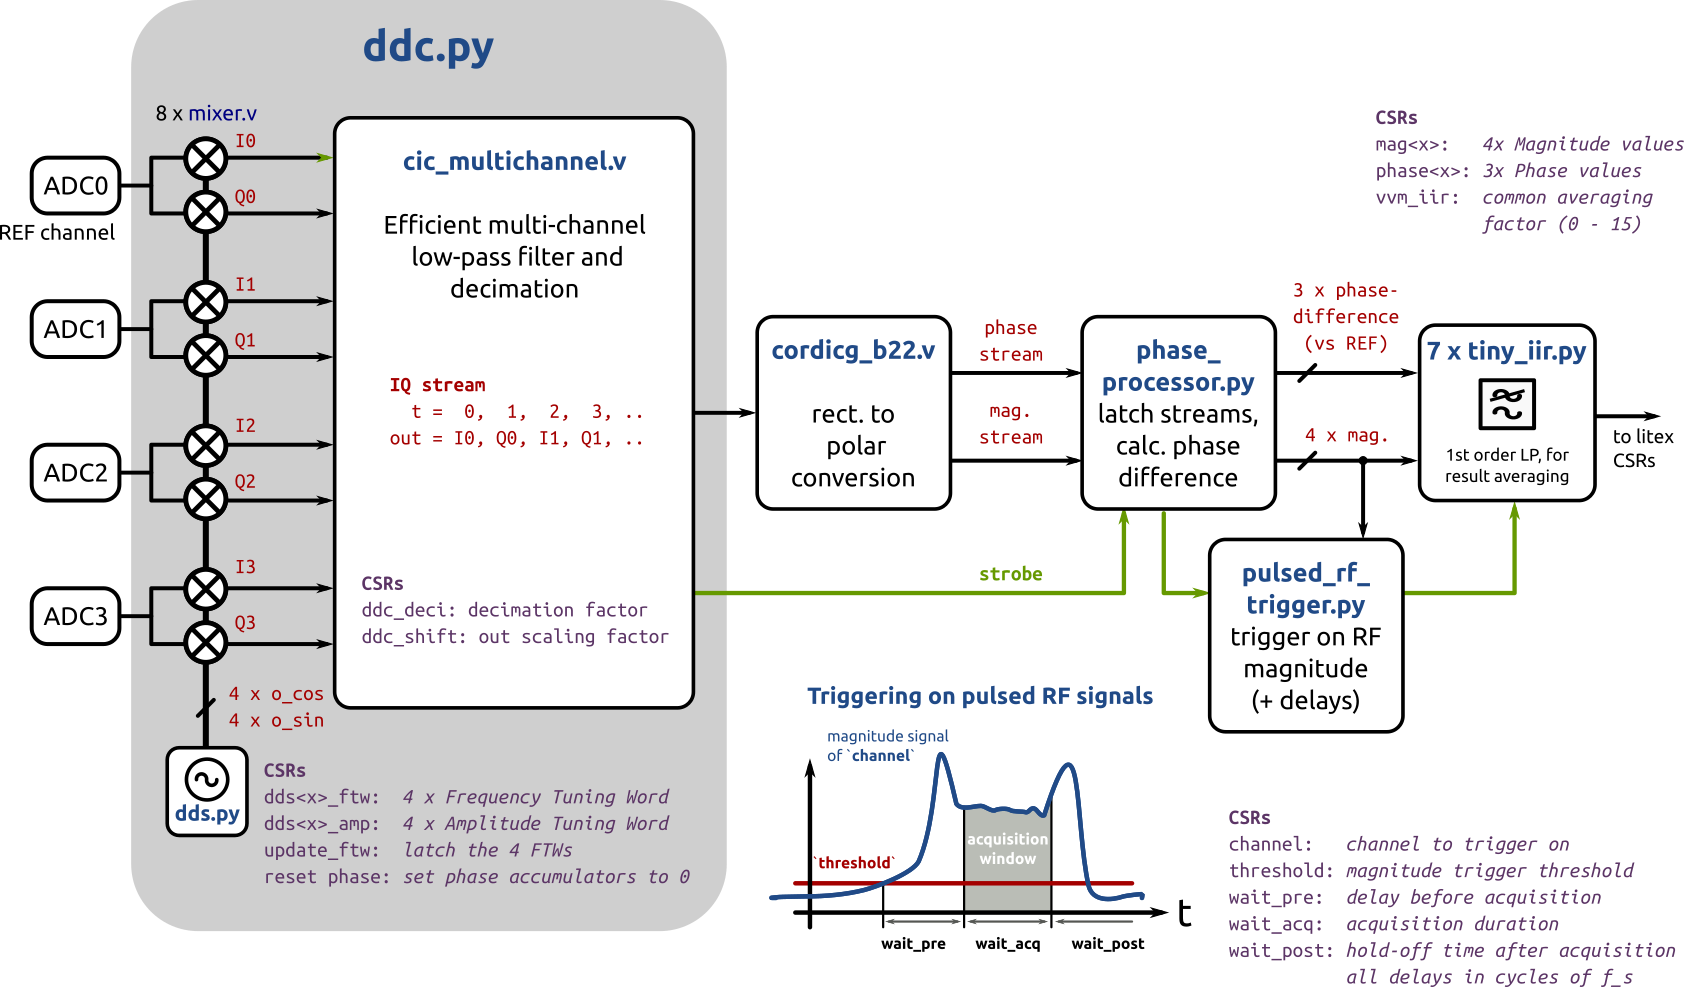 ddc.py
8 x mixer.v
I0
Q0
I1
Q1
I2
Q2
I3
Q3
ADC0
REF channel
ADC1
ADC2
ADC3
4 x o_cos
4 x o_sin
dds.py
CSRs
dds<x>_ftw: 4 x Frequency Tuning Word
dds<x>_amp: 4 x Amplitude Tuning Word
update_ftw: latch the 4 FTWs
reset phase: set phase accumulators to 0
cic_multichannel.v
Efficient multi-channel
low-pass filter and
decimation
IQ stream
t = 0, 1, 2, 3, ..
out = I0, Q0, I1, Q1, ..
CSRs
ddc_deci: decimation factor
ddc_shift: out scaling factor
cordicg_b22.v
rect. to
polar
conversion
phase
stream
mag.
stream
strobe
phase_
processor.py
latch streams,
calc. phase
difference
3 x phase-
difference
(vs REF)
4 x mag.
7 x tiny_iir.py
1st order LP, for
result averaging
to litex
CSRs
CSRs
mag<x>: 4x Magnitude values
phase<x>: 3x Phase values
vvm_iir: common averaging
factor (0 - 15)
pulsed_rf_
trigger.py
trigger on RF
magnitude
(+ delays)
Triggering on pulsed RF signals
magnitude signal
of `channel`
`threshold`
acquisition
window
t
wait_pre
wait_acq
wait_post
CSRs
channel: channel to trigger on
threshold: magnitude trigger threshold
wait_pre: delay before acquisition
wait_acq: acquisition duration
wait_post: hold-off time after acquisition
all delays in cycles of f_s